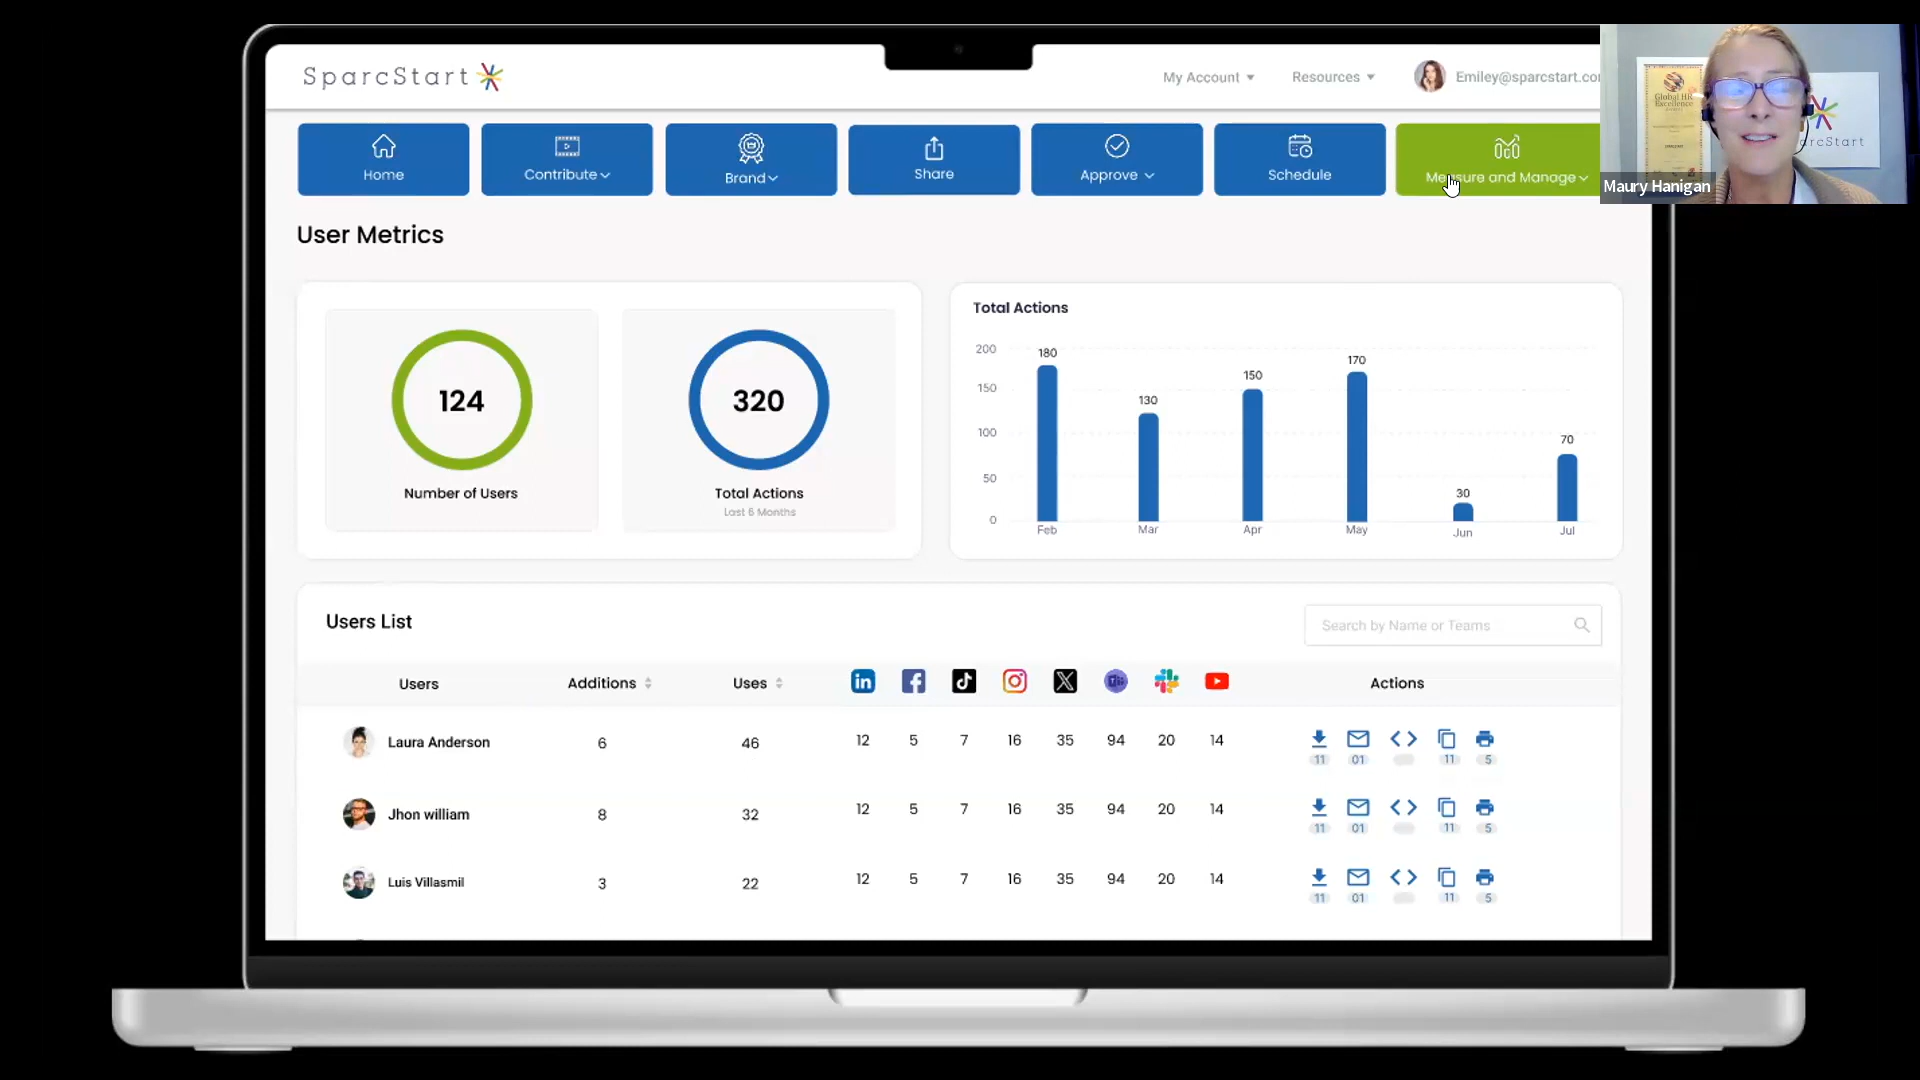 SparcStart
My Account
Resources
Emiley@sparcstart.co
Global HR
Excellence
arcStart
Maury Hanigan
Home
Contribute
Brand
Share
Approve
Schedule
Measure and Manage
User Metrics
124
Number of Users
320
Total Actions
Last 6 Months
Total Actions
200
150
100
50
0
180
130
150
170
30
70
Feb
Mar
Apr
May
Jun
Jul
Users List
Search by Name or Teams
Users Additions Uses in f X Actions
Laura Anderson 6 46 12 5 7 16 35 94 20 14
11 01 11 5
Jhon william 8 32 12 5 7 16 35 94 20 14
11 01 11 5
Luis Villasmil 3 22 12 5 7 16 35 94 20 14
11 01 11 5